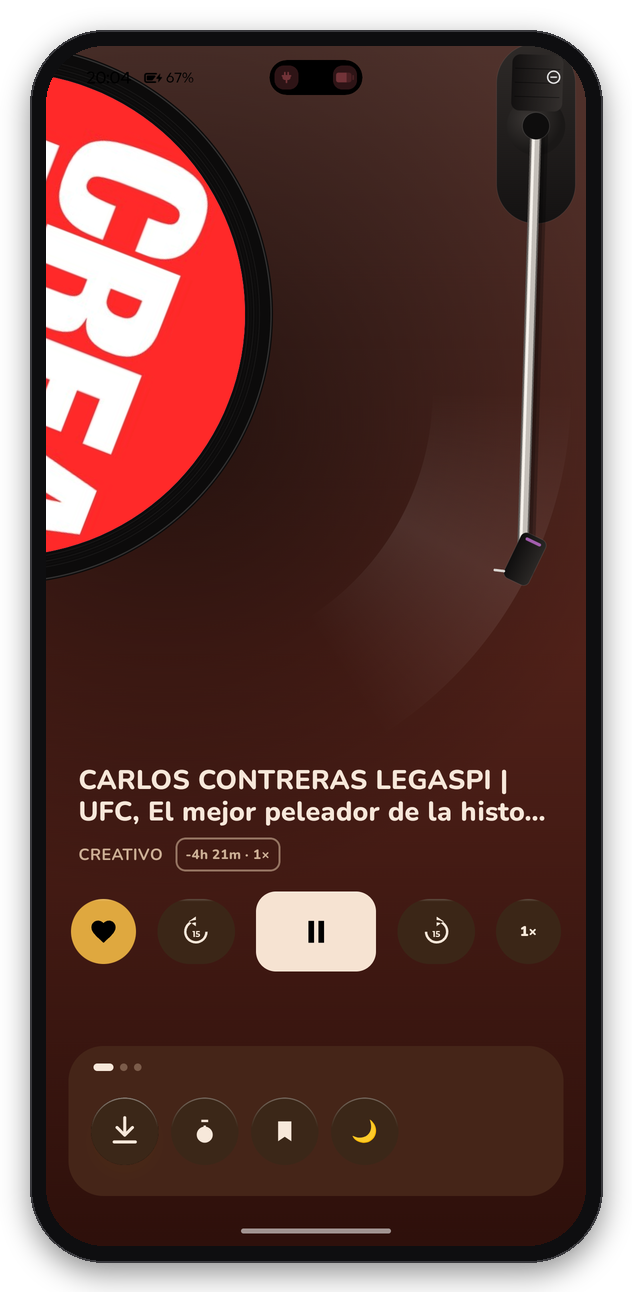 20:04 67%
CREA
CARLOS CONTRERAS LEGASPI |
UFC, El mejor peleador de la histo...
CREATIVO -4h 21m · 1×
15 15 1×